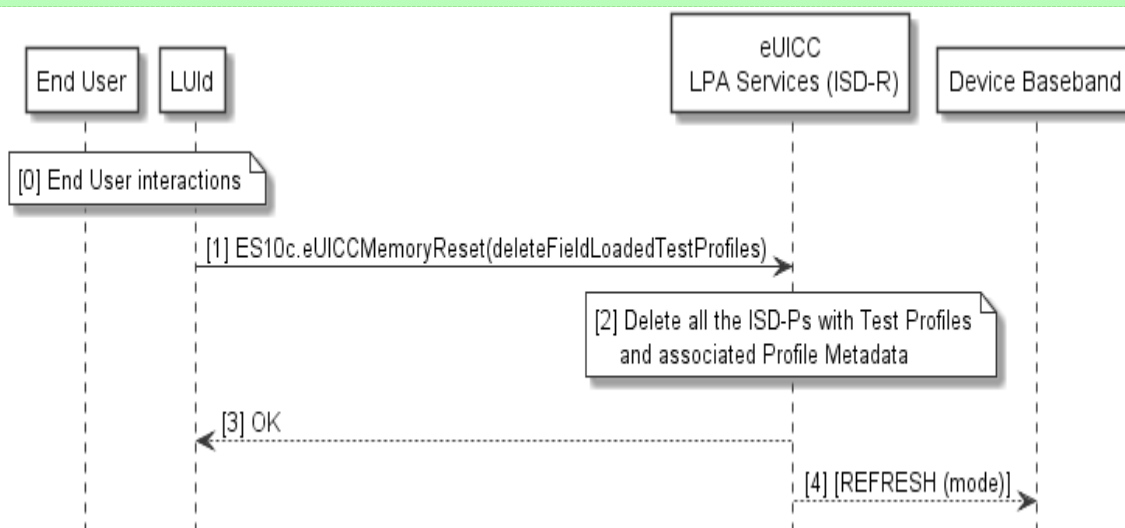 eUICC
LPA Services (ISD-R)
End User
LUId
Device Baseband
[0] End User interactions
[1] ES10c.eUICCMemoryReset(deleteFieldLoadedTestProfiles)
[2] Delete all the ISD-Ps with Test Profiles
and associated Profile Metadata
[3] OK
[4] [REFRESH (mode)]